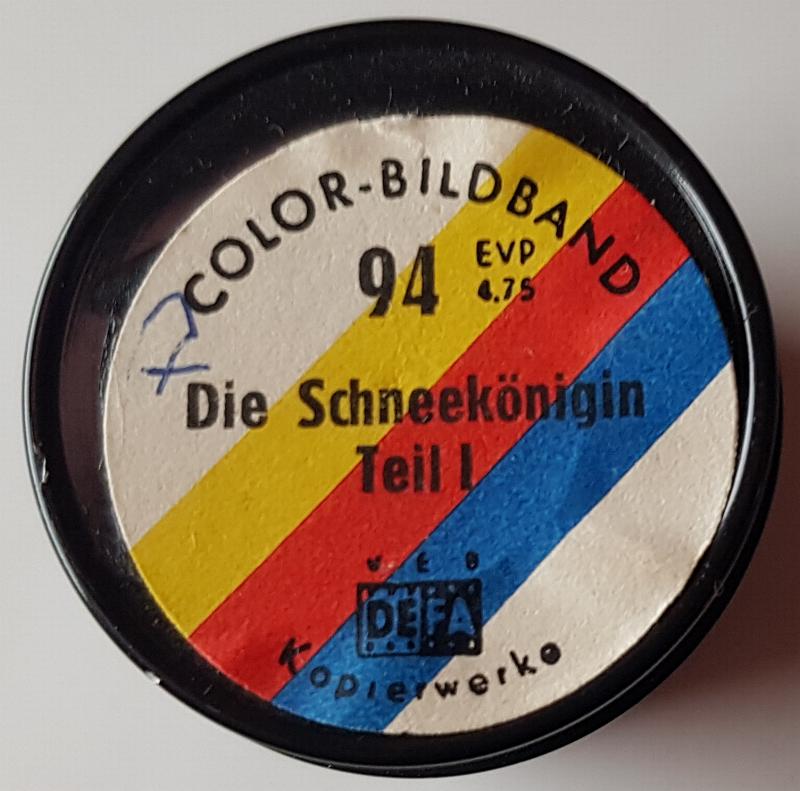 COLOR-BILDBAND
94 EVP
4.75
Die Schneekönigin
Teil I
VEB
DEFA
Kopierwerke